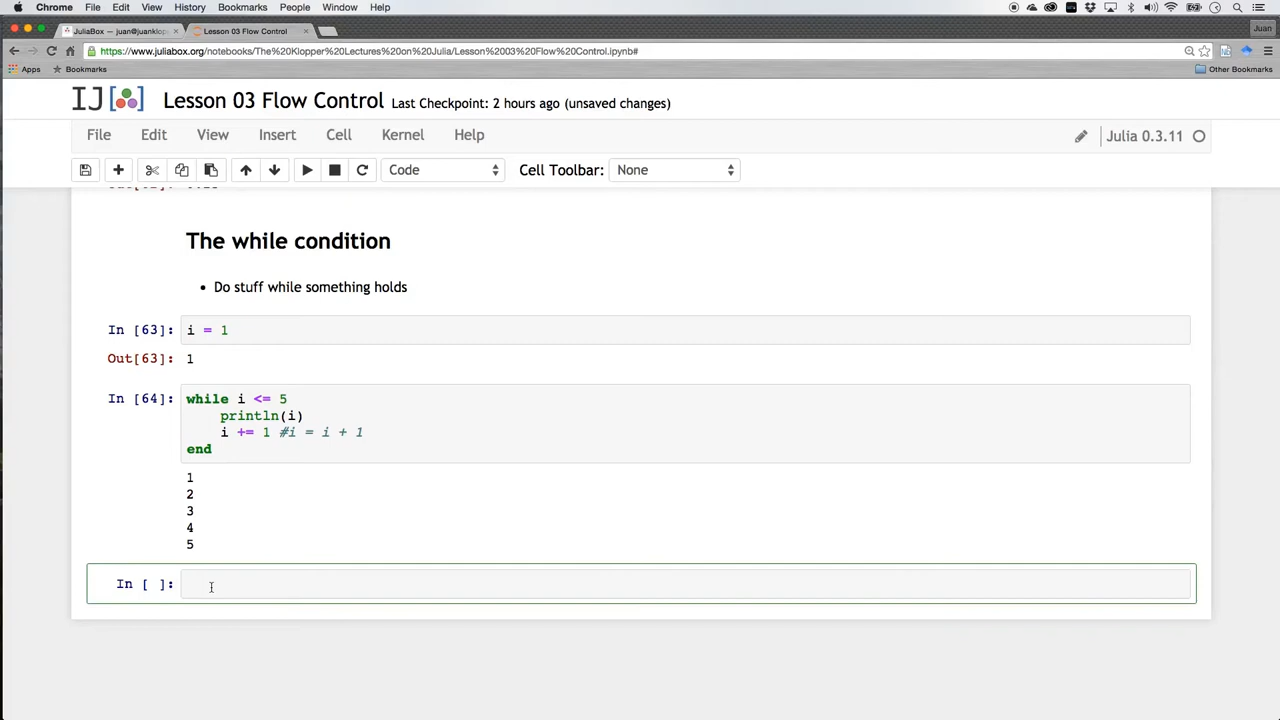 Chrome File Edit View History Bookmarks People Window Help
JuliaBox — juan@juanklop × Lesson 03 Flow Control × Juan
https://www.juliabox.org/notebooks/The%20Klopper%20Lectures%20on%20Julia/Lesson%2003%20Flow%20Control.ipynb#
Apps Bookmarks Other Bookmarks
IJ[ ] Lesson 03 Flow Control Last Checkpoint: 2 hours ago (unsaved changes)
File Edit View Insert Cell Kernel Help Julia 0.3.11
Code Cell Toolbar: None
The while condition
• Do stuff while something holds
In [63]: i = 1
Out[63]: 1
In [64]: while i <= 5
println(i)
i += 1 #i = i + 1
end
1
2
3
4
5
In [ ]: